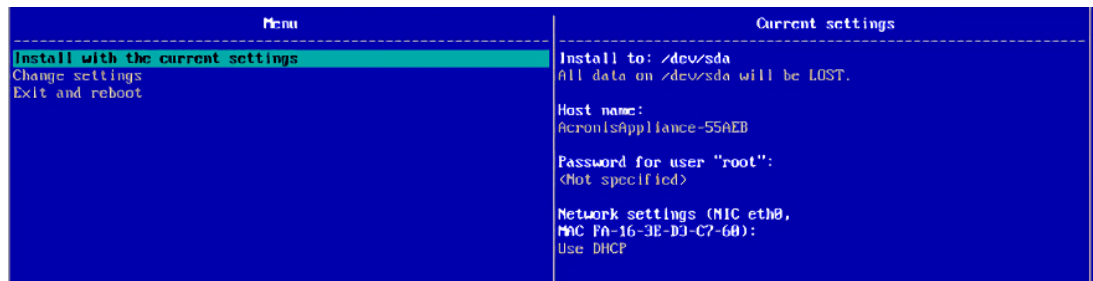 Menu
Install with the current settings
Change settings
Exit and reboot
Current settings
Install to: /dev/sda
All data on /dev/sda will be LOST.
Host name:
AcronisAppliance-55AEB
Password for user "root":
<Not specified>
Network settings (NIC eth0,
MAC FA-16-3E-D3-C7-60):
Use DHCP